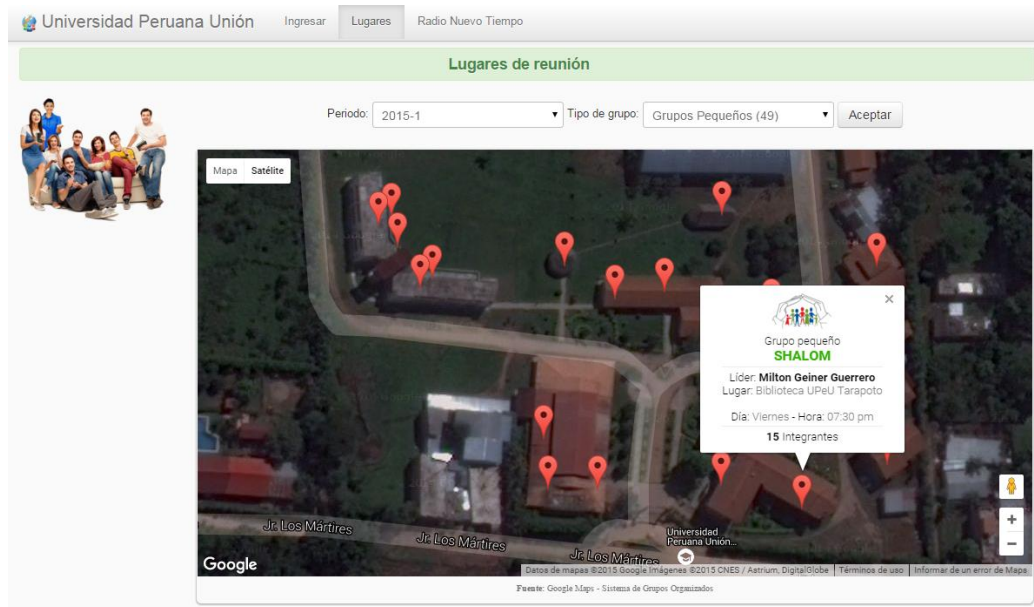 Universidad Peruana Unión Ingresar Lugares Radio Nuevo Tiempo
Lugares de reunión
Periodo: 2015-1 Tipo de grupo: Grupos Pequeños (49) Aceptar
Mapa Satélite
×
Grupo pequeño
SHALOM
Líder: Milton Geiner Guerrero
Lugar: Biblioteca UPeU Tarapoto
Día: Viernes - Hora: 07:30 pm
15 Integrantes
+
−
Jr. Los Mártires
Jr. Los Mártires
Jr. Los Mártires
Universidad
Peruana Unión...
Google
Datos de mapas ©2015 Google Imágenes ©2015 CNES / Astrium, DigitalGlobe Términos de uso Informar de un error de Maps
Fuente: Google Maps - Sistema de Grupos Organizados